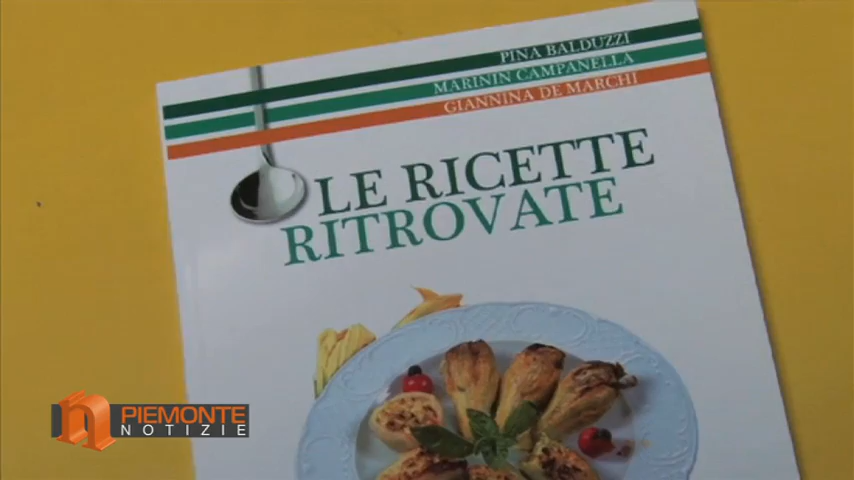 PINA BALDUZZI
MARININ CAMPANELLA
GIANNINA DE MARCHI
LE RICETTE
RITROVATE
PIEMONTE
NOTIZIE